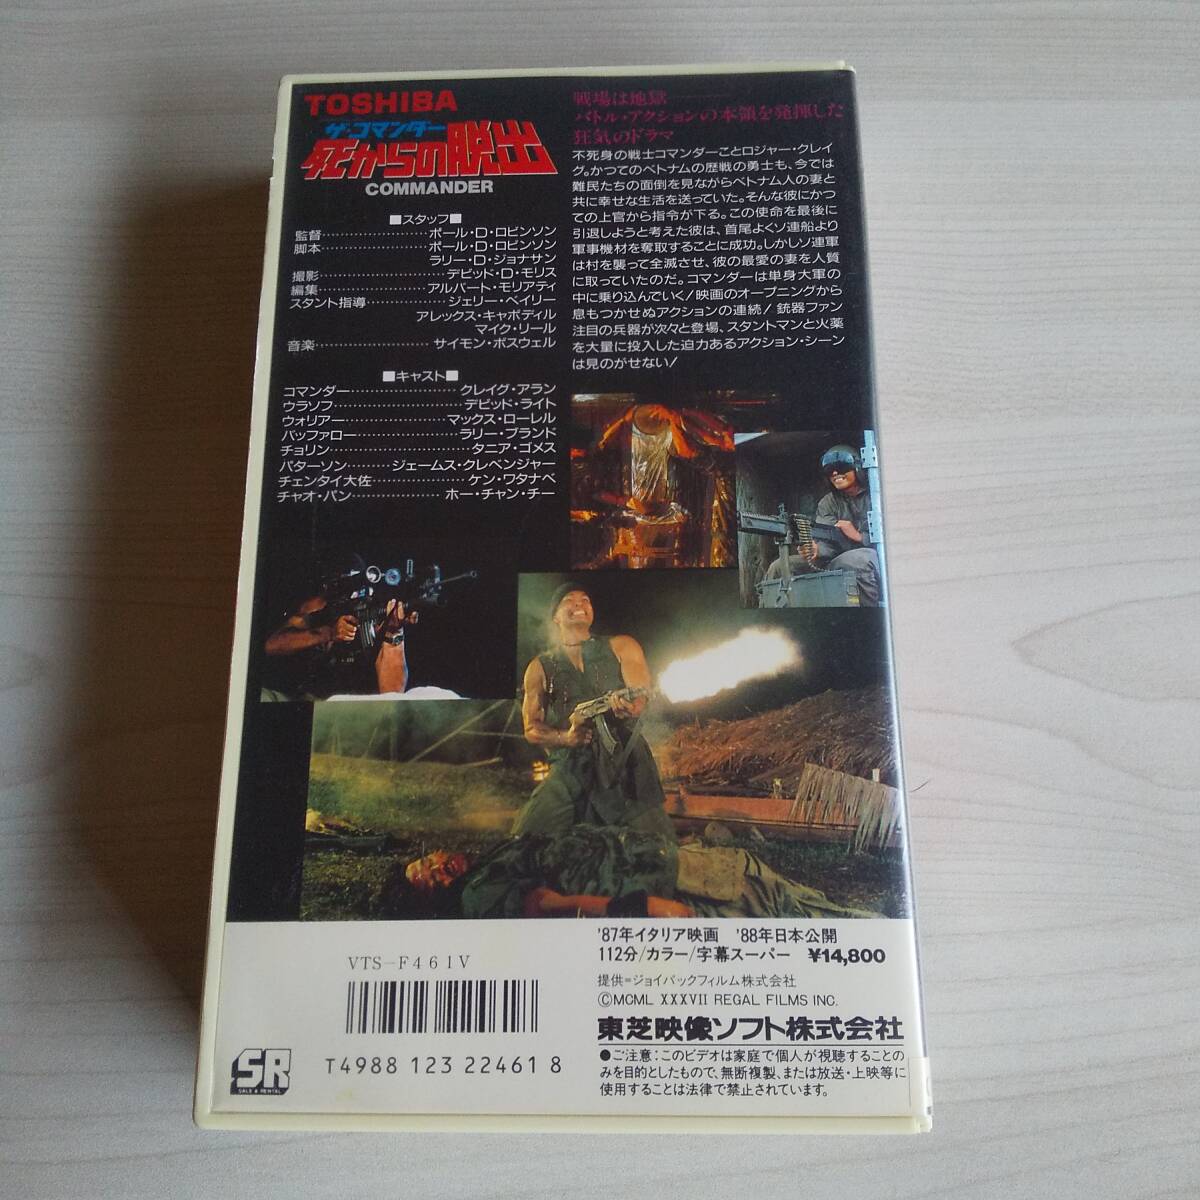 TOSHIBA
ザ・コマンダー
死からの脱出
COMMANDER
■スタッフ■
監督……………………ポール・D・ロビンソン
脚本……………………ポール・D・ロビンソン
ラリー・D・ジョナサン
撮影……………………デビッド・D・モリス
編集……………………アルバート・モリアティ
スタント指導……………ジェリー・ベイリー
アレックス・キャポディル
マイク・リール
音楽……………………サイモン・ボスウェル
■キャスト■
コマンダー……………………クレイグ・アラン
ウラソフ………………………デビッド・ライト
ウォリアー……………………マックス・ローレル
バッファロー…………………ラリー・ブランド
チョリン………………………タニア・ゴメス
パターソン………ジェームス・クレベンジャー
チェンタイ大佐………………ケン・ワタナベ
チャオ・バン…………………ホー・チャン・チー
戦場は地獄――
バトル・アクションの本領を発揮した
狂気のドラマ
不死身の戦士コマンダーことロジャー・クレイ
グ。かつてのベトナムの歴戦の勇士も、今では
難民たちの面倒を見ながらベトナム人の妻と
共に幸せな生活を送っていた。そんな彼にかつ
ての上官から指令が下る。この使命を最後に
引退しようと考えた彼は、首尾よくソ連船より
軍事機材を奪取することに成功。しかしソ連軍
は村を襲って全滅させ、彼の最愛の妻を人質
に取っていたのだ。コマンダーは単身大軍の
中に乗り込んでいく!映画のオープニングから
息もつかせぬアクションの連続!銃器ファン
注目の兵器が次々と登場、スタントマンと火薬
を大量に投入した迫力あるアクション・シーン
は見のがせない!
'87年イタリア映画 '88年日本公開
112分/カラー/字幕スーパー ¥14,800
提供=ジョイパックフィルム株式会社
©MCML XXXVII REGAL FILMS INC.
東芝映像ソフト株式会社
●ご注意:このビデオは家庭で個人が視聴することの
みを目的としたもので、無断複製、または放送・上映等に
使用することは法律で禁止されています。
VTS-F461V
T4988 123 22461 8
SR
SALE & RENTAL